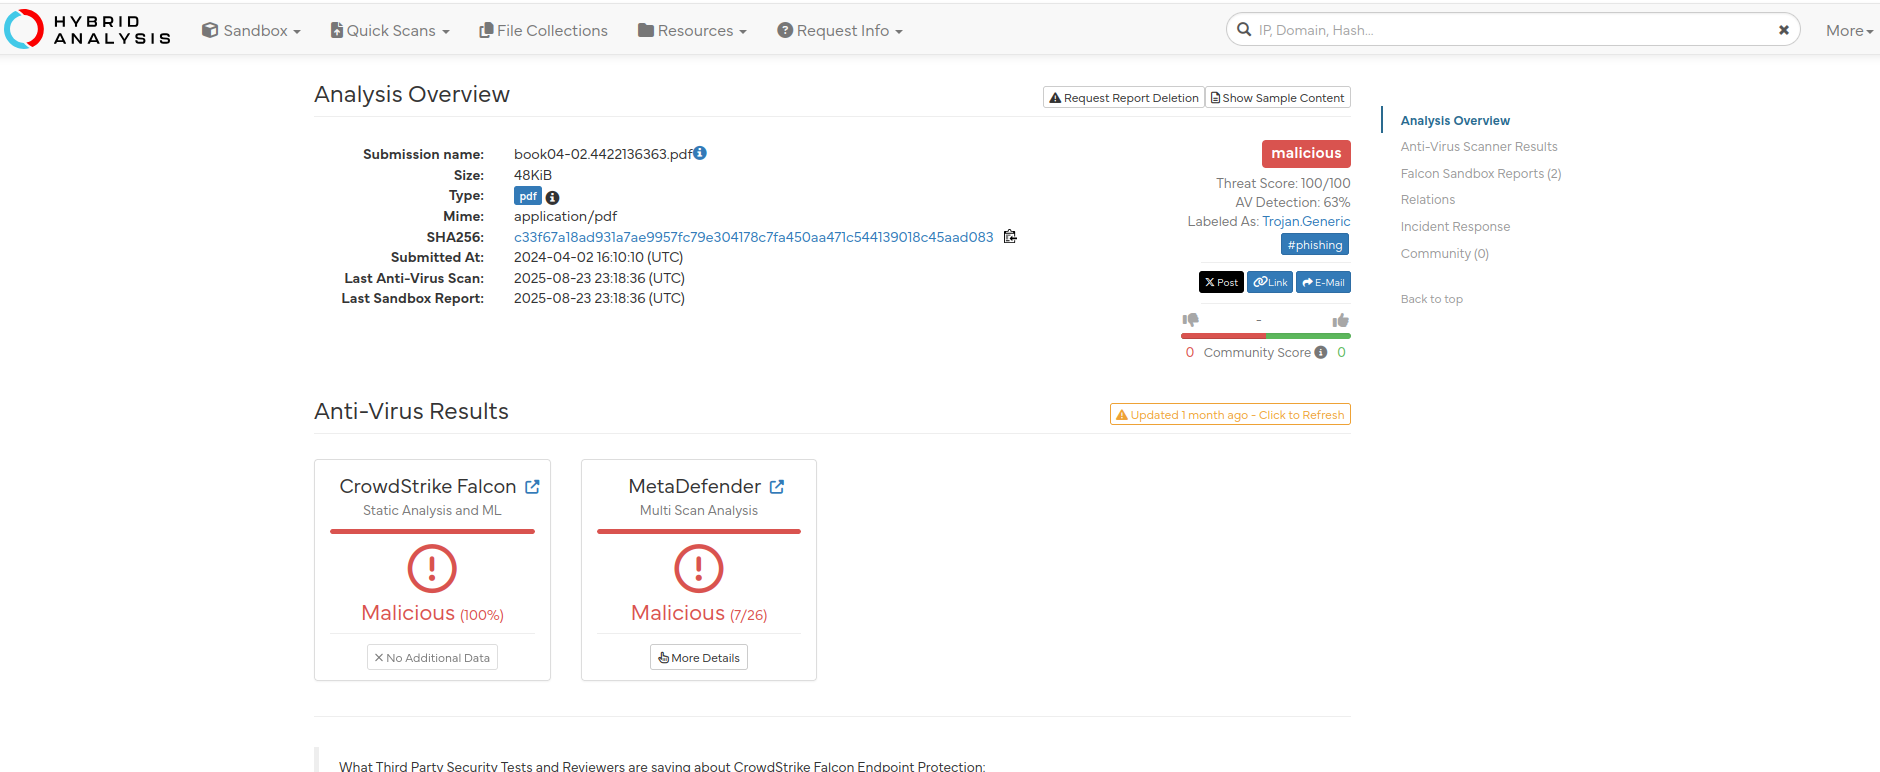 HYBRID
ANALYSIS
Sandbox
Quick Scans
File Collections
Resources
Request Info
IP, Domain, Hash...
More
Analysis Overview
Request Report Deletion
Show Sample Content
Submission name: book04-02.4422136363.pdf
Size: 48KiB
Type: pdf
Mime: application/pdf
SHA256: c33f67a18ad931a7ae9957fc79e304178c7fa450aa471c544139018c45aad083
Submitted At: 2024-04-02 16:10:10 (UTC)
Last Anti-Virus Scan: 2025-08-23 23:18:36 (UTC)
Last Sandbox Report: 2025-08-23 23:18:36 (UTC)
malicious
Threat Score: 100/100
AV Detection: 63%
Labeled As: Trojan.Generic
#phishing
X Post
Link
E-Mail
-
0 Community Score 0
Analysis Overview
Anti-Virus Scanner Results
Falcon Sandbox Reports (2)
Relations
Incident Response
Community (0)
Back to top
Anti-Virus Results
Updated 1 month ago - Click to Refresh
CrowdStrike Falcon
Static Analysis and ML
Malicious (100%)
No Additional Data
MetaDefender
Multi Scan Analysis
Malicious (7/26)
More Details
What Third Party Security Tests and Reviewers are saying about CrowdStrike Falcon Endpoint Protection: